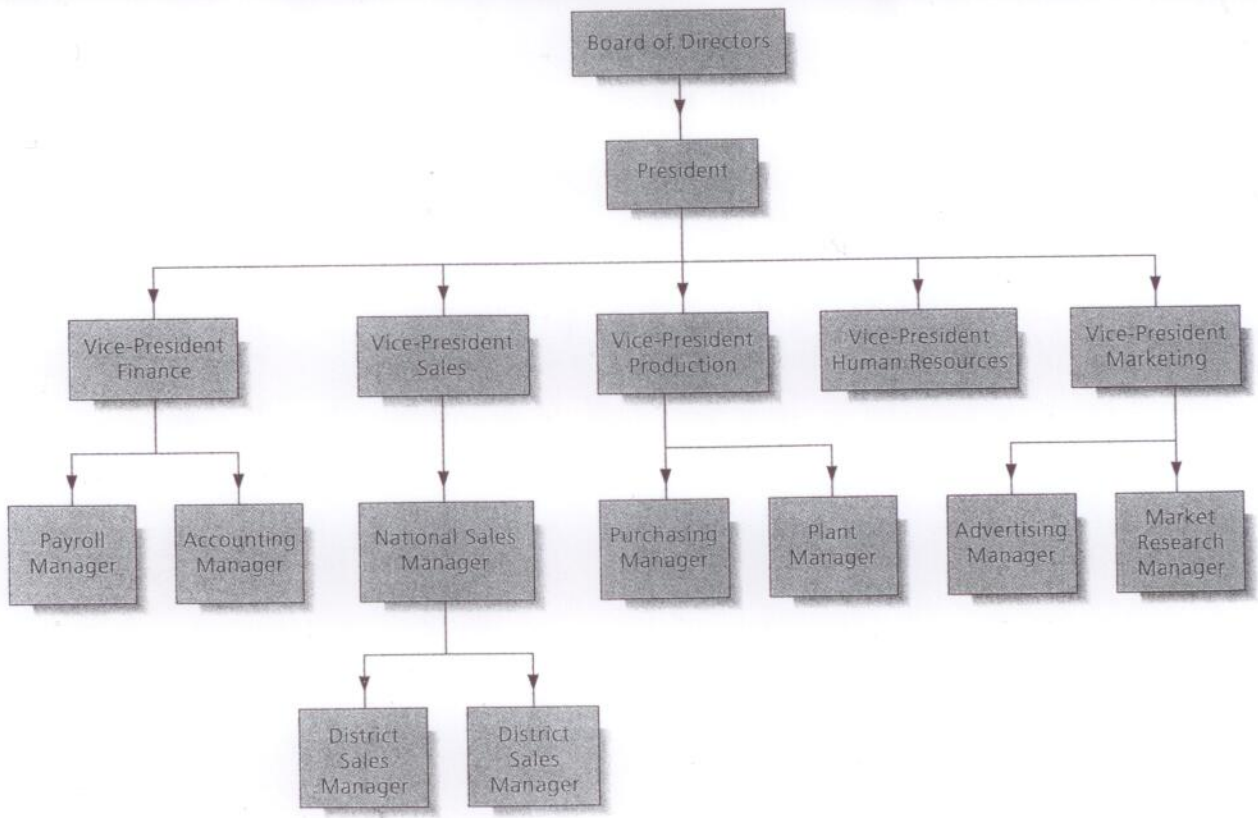 Board of Directors
President
Vice-President
Finance
Vice-President
Sales
Vice-President
Production
Vice-President
Human Resources
Vice-President
Marketing
Payroll
Manager
Accounting
Manager
National Sales
Manager
Purchasing
Manager
Plant
Manager
Advertising
Manager
Market
Research
Manager
District
Sales
Manager
District
Sales
Manager